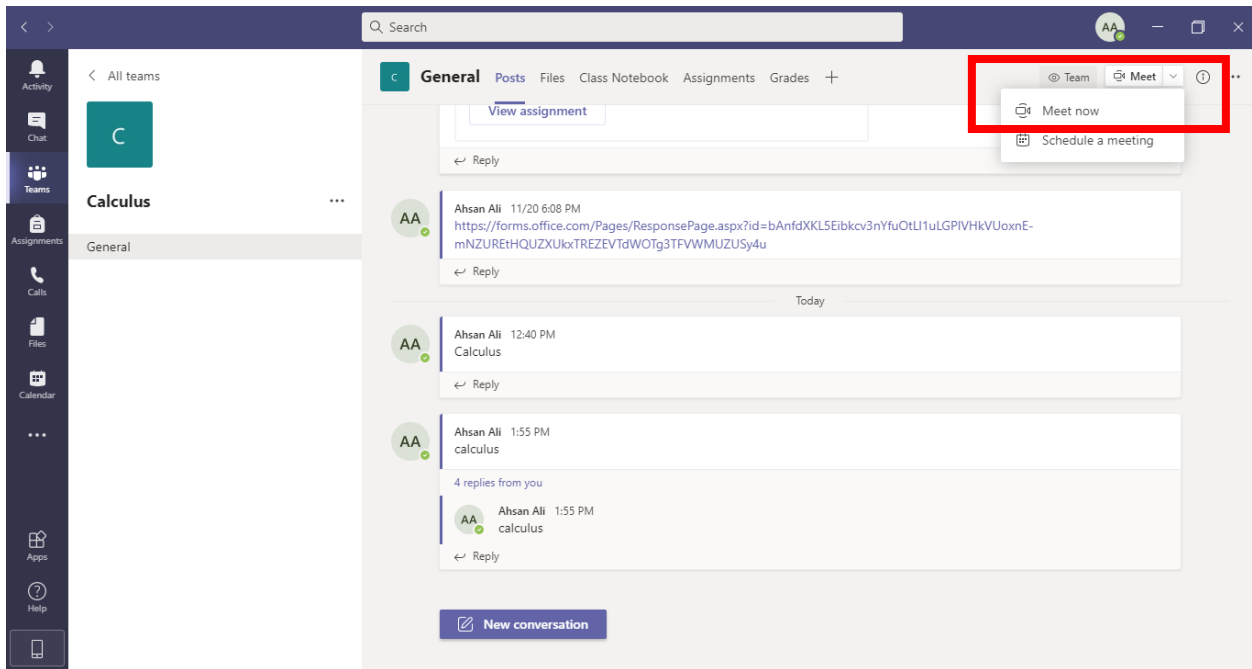 Search
AA
Activity
Chat
Teams
Assignments
Calls
Files
Calendar
Apps
Help
All teams
C
Calculus
General
C General Posts Files Class Notebook Assignments Grades
Team Meet
Meet now
Schedule a meeting
View assignment
Reply
AA
Ahsan Ali 11/20 6:08 PM
https://forms.office.com/Pages/ResponsePage.aspx?id=bAnfdXKL5Eibkcv3nYfuOtLl1uLGPlVHkVUoxnE-
mNZUREtHQUZXUkxTREZEVTdWOTg3TFVWMUZUSy4u
Reply
Today
AA
Ahsan Ali 12:40 PM
Calculus
Reply
AA
Ahsan Ali 1:55 PM
calculus
4 replies from you
AA
Ahsan Ali 1:55 PM
calculus
Reply
New conversation